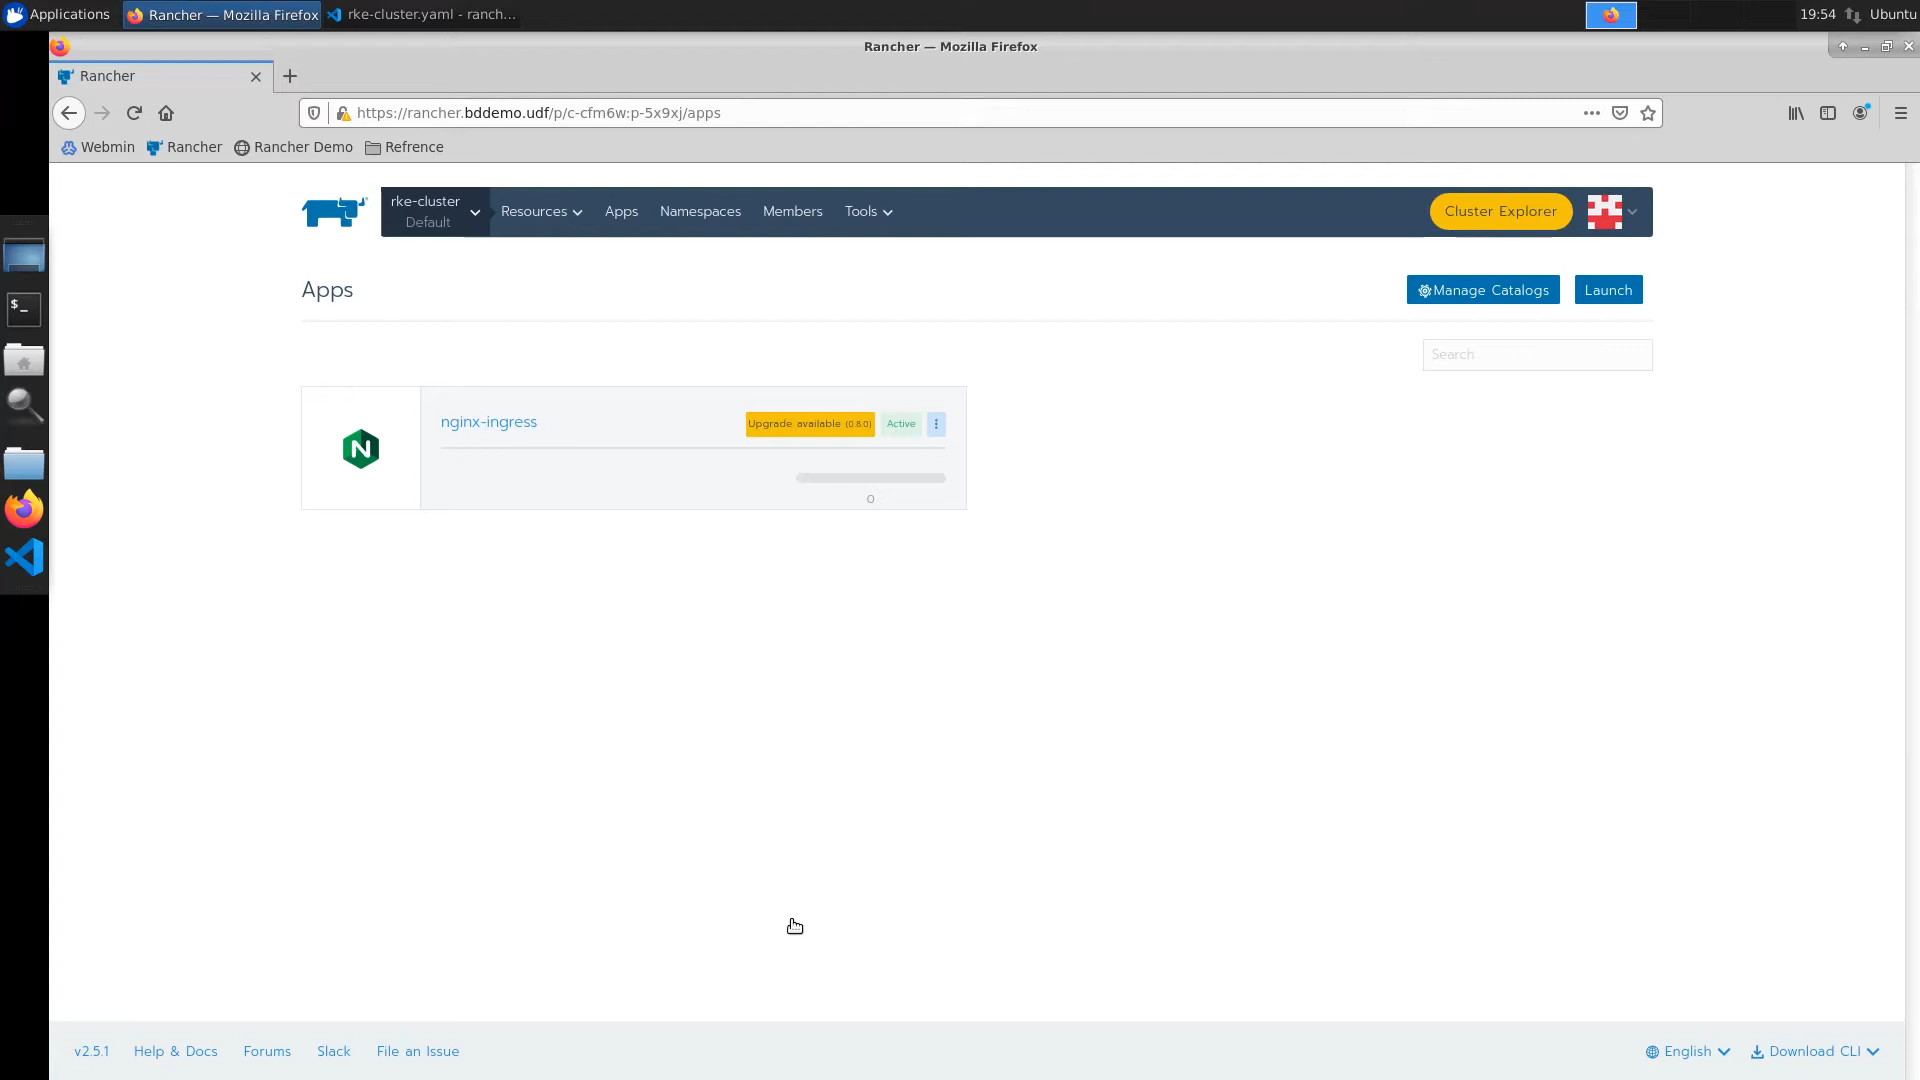 Applications
Rancher — Mozilla Firefox
rke-cluster.yaml - ranch...
19:54
Ubuntu
Rancher — Mozilla Firefox
Rancher
https://rancher.bddemo.udf/p/c-cfm6w:p-5x9xj/apps
Webmin
Rancher
Rancher Demo
Refrence
rke-cluster
Default
Resources
Apps
Namespaces
Members
Tools
Cluster Explorer
Apps
Manage Catalogs
Launch
Search
N
nginx-ingress
Upgrade available (0.8.0)
Active
0
v2.5.1
Help & Docs
Forums
Slack
File an Issue
English
Download CLI